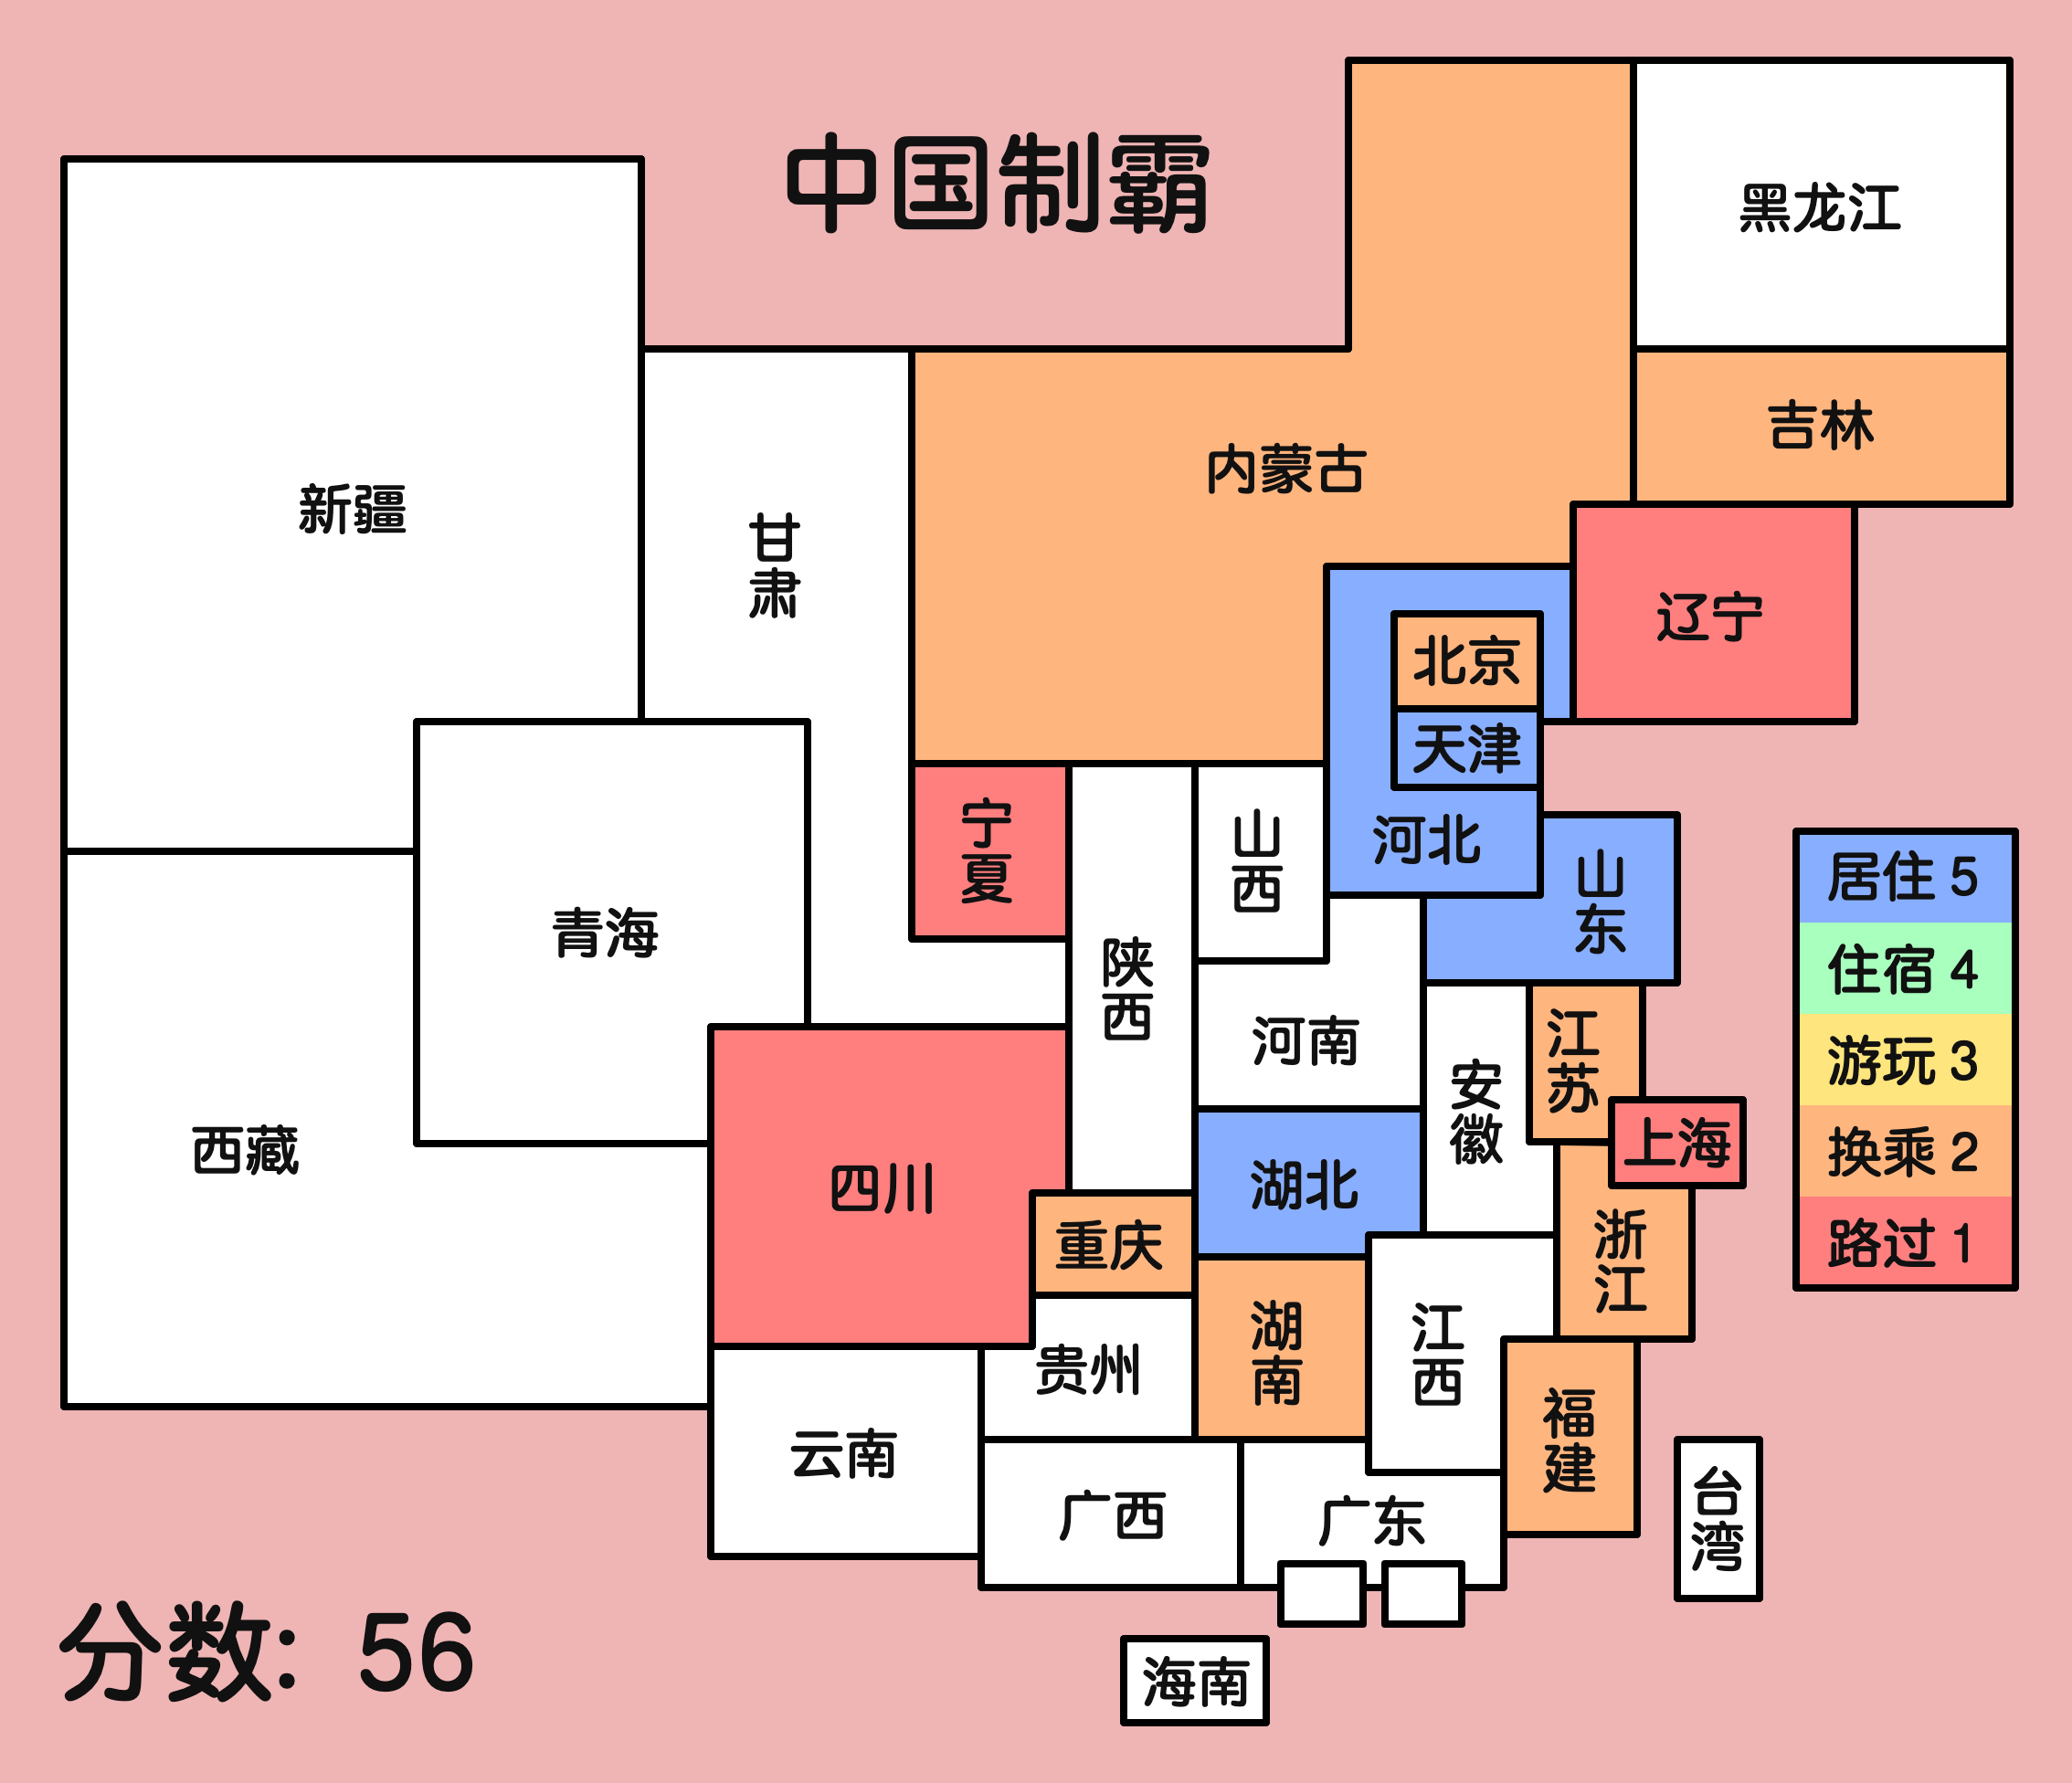 中国制霸
黑龙江
吉林
内蒙古
新疆
甘肃
辽宁
北京
天津
河北
宁夏
山西
山东
青海
陕西
河南
江苏
安徽
上海
西藏
四川
湖北
重庆
浙江
湖南
江西
贵州
福建
云南
广西
广东
台湾
海南
居住 5
住宿 4
游玩 3
换乘 2
路过 1
分数: 56